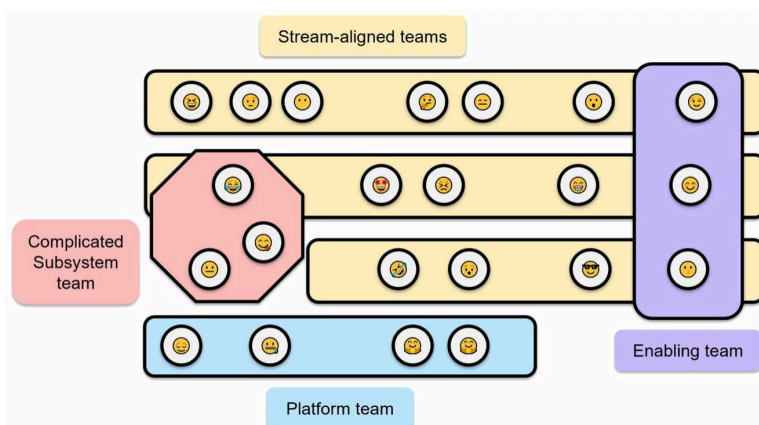 Stream-aligned teams
Complicated
Subsystem
team
Enabling team
Platform team